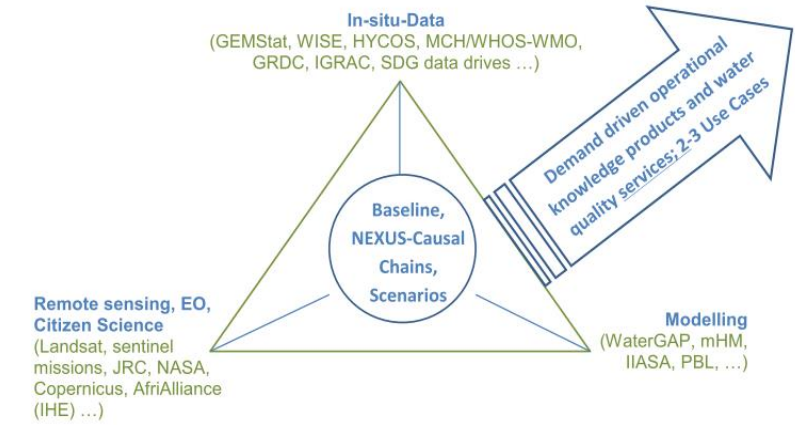 In-situ-Data
(GEMStat, WISE, HYCOS, MCH/WHOS-WMO,
GRDC, IGRAC, SDG data drives …)
Demand driven operational
knowledge products and water
quality services; 2-3 Use Cases
Baseline,
NEXUS-Causal
Chains,
Scenarios
Remote sensing, EO,
Citizen Science
(Landsat, sentinel
missions, JRC, NASA,
Copernicus, AfriAlliance
(IHE) …)
Modelling
(WaterGAP, mHM,
IIASA, PBL, …)